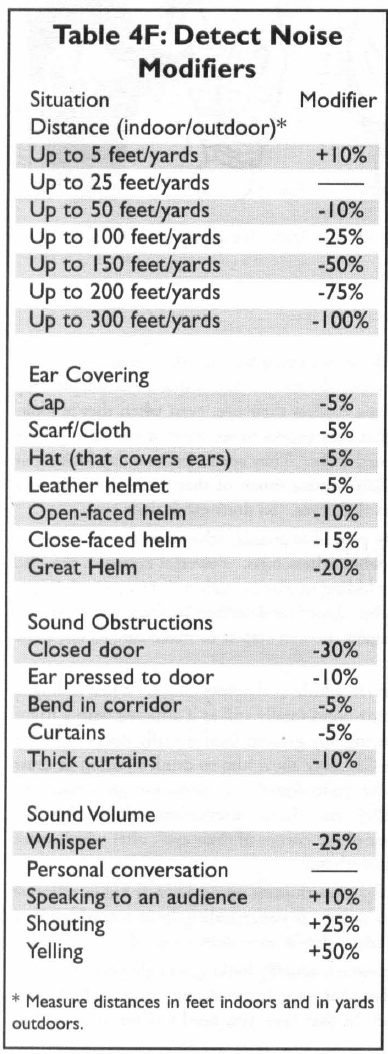 Table 4F: Detect Noise
Modifiers
Situation Modifier
Distance (indoor/outdoor)*
Up to 5 feet/yards +10%
Up to 25 feet/yards —
Up to 50 feet/yards -10%
Up to 100 feet/yards -25%
Up to 150 feet/yards -50%
Up to 200 feet/yards -75%
Up to 300 feet/yards -100%
Ear Covering
Cap -5%
Scarf/Cloth -5%
Hat (that covers ears) -5%
Leather helmet -5%
Open-faced helm -10%
Close-faced helm -15%
Great Helm -20%
Sound Obstructions
Closed door -30%
Ear pressed to door -10%
Bend in corridor -5%
Curtains -5%
Thick curtains -10%
Sound Volume
Whisper -25%
Personal conversation —
Speaking to an audience +10%
Shouting +25%
Yelling +50%
* Measure distances in feet indoors and in yards
outdoors.